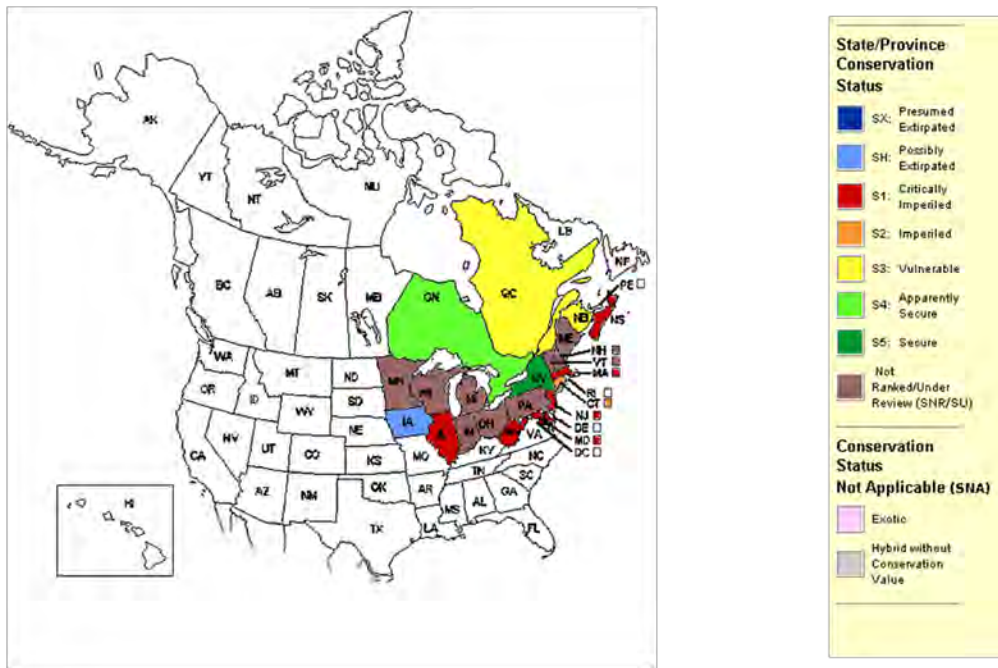 AK
YT
NT
NU
BC
AB
SK
MB
ON
QC
LB
NF
PE
NB
NS
ME
NH
VT
MA
RI
CT
NJ
DE
MD
DC
WA
MT
ND
MN
OR
ID
SD
WI
MI
NY
WY
NE
IA
PA
NV
UT
CO
KS
MO
IN
OH
KY
VA
CA
AZ
NM
OK
AR
TN
NC
SC
MS
AL
GA
TX
LA
FL
HI
State/Province
Conservation
Status
SX: Presumed
Extirpated
SH: Possibly
Extirpated
S1: Critically
Imperiled
S2: Imperiled
S3: Vulnerable
S4: Apparently
Secure
S5: Secure
Not
Ranked/Under
Review (SNR/SU)
Conservation
Status
Not Applicable (SNA)
Exotic
Hybrid without
Conservation
Value